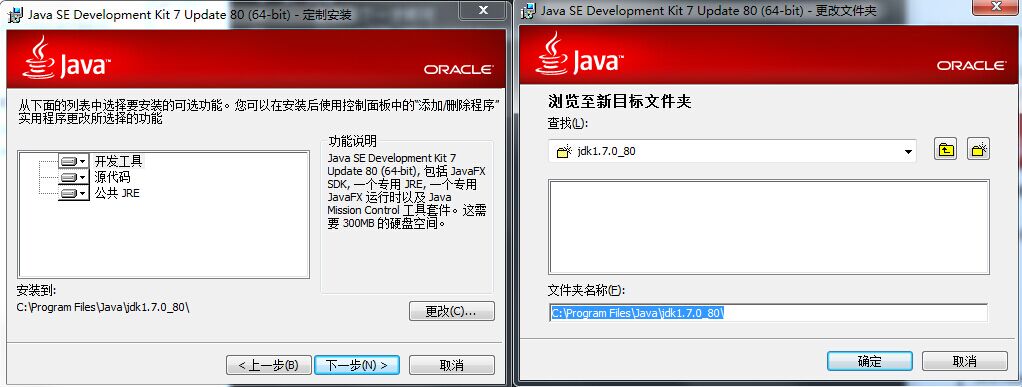 Java SE Development Kit 7 Update 80 (64-bit) - 定制安装
Java™
ORACLE
从下面的列表中选择要安装的可选功能。您可以在安装后使用控制面板中的“添加/删除程序”
实用程序更改所选择的功能
开发工具
源代码
公共 JRE
功能说明
Java SE Development Kit 7
Update 80 (64-bit), 包括 JavaFX
SDK, 一个专用 JRE, 一个专用
JavaFX 运行时以及 Java
Mission Control 工具套件。这需
要 300MB 的硬盘空间。
安装到:
C:\Program Files\Java\jdk1.7.0_80\
更改(C)...
< 上一步(B)
下一步(N) >
取消
Java SE Development Kit 7 Update 80 (64-bit) - 更改文件夹
Java™
ORACLE
浏览至新目标文件夹
查找(L):
jdk1.7.0_80
文件夹名称(F):
C:\Program Files\Java\jdk1.7.0_80\
确定
取消